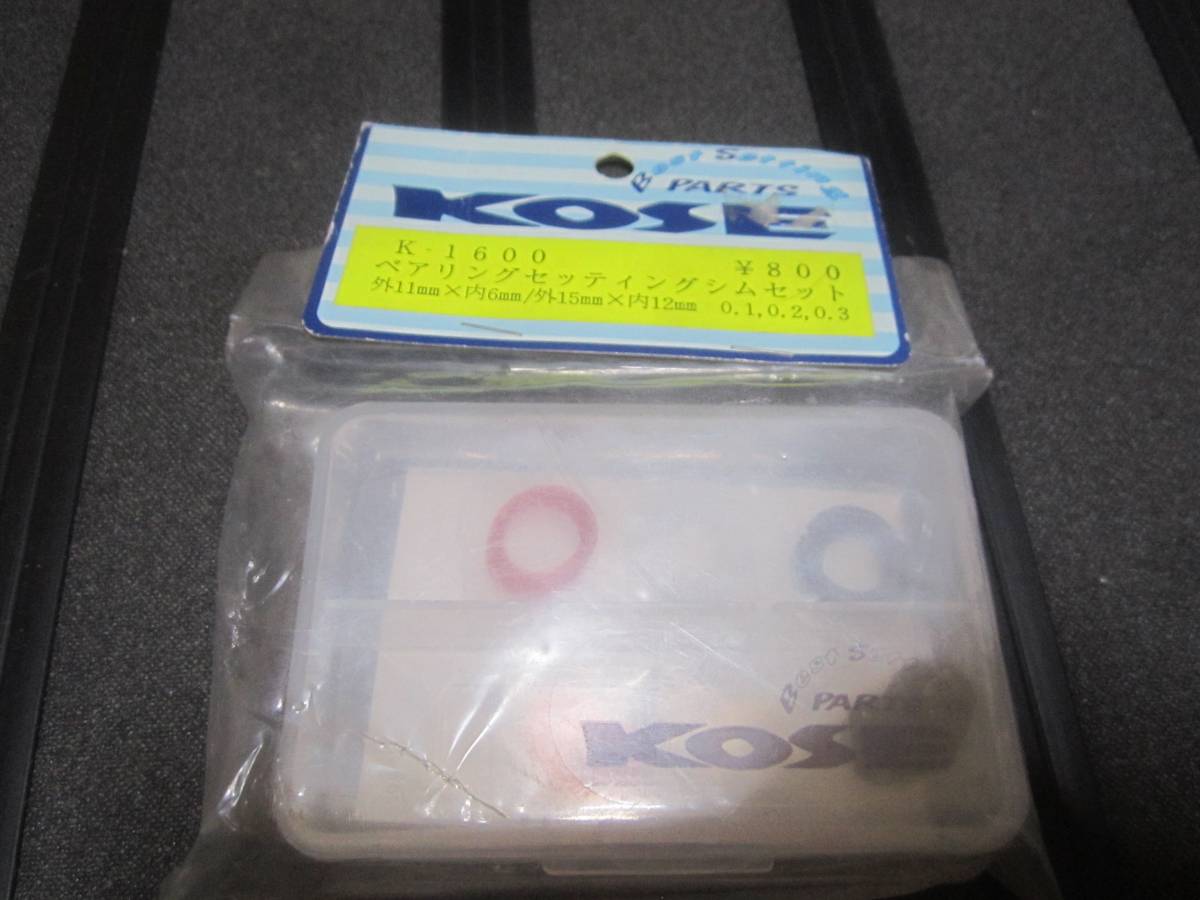 Best Setting
PARTS
KOSE
K-1600 ¥800
ベアリングセッティングシムセット
外11mm×内6mm/外15mm×内12mm 0.1,0.2,0.3
Best
PARTS
KOSE